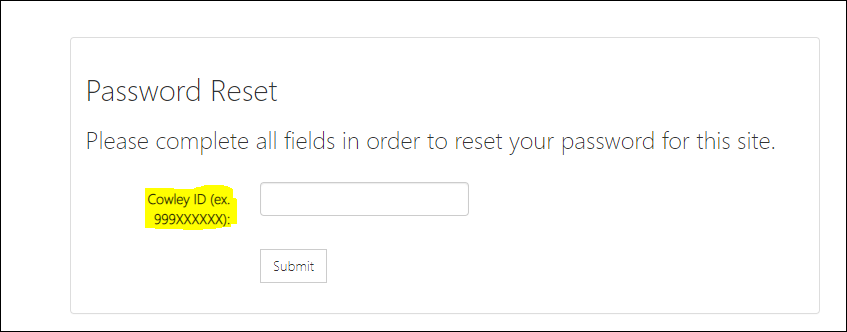 Password Reset
Please complete all fields in order to reset your password for this site.
Cowley ID (ex.
999XXXXXX):
Submit